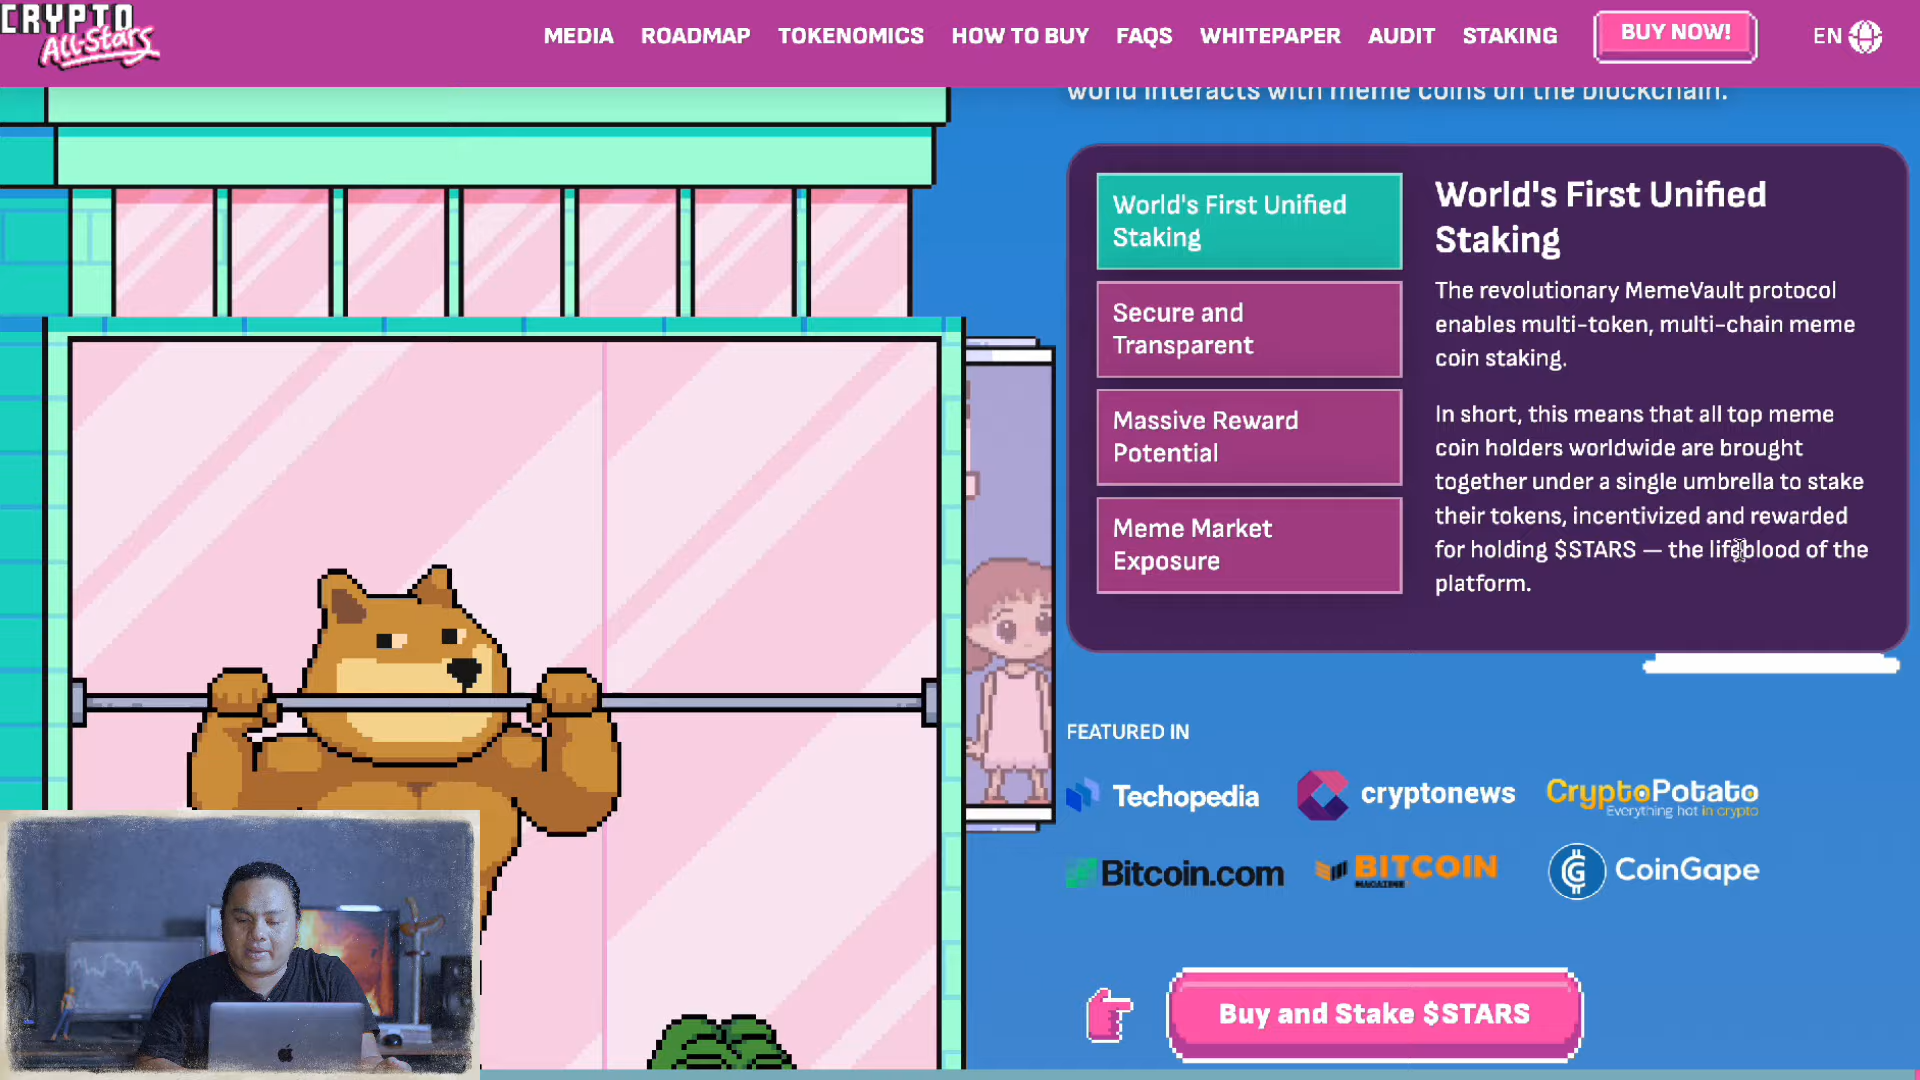 CRYPTO
All-Stars
MEDIA
ROADMAP
TOKENOMICS
HOW TO BUY
FAQS
WHITEPAPER
AUDIT
STAKING
BUY NOW!
EN
world interacts with meme coins on the blockchain.
World's First Unified
Staking
Secure and
Transparent
Massive Reward
Potential
Meme Market
Exposure
World's First Unified
Staking
The revolutionary MemeVault protocol
enables multi-token, multi-chain meme
coin staking.
In short, this means that all top meme
coin holders worldwide are brought
together under a single umbrella to stake
their tokens, incentivized and rewarded
for holding $STARS — the lifeblood of the
platform.
FEATURED IN
Techopedia
cryptonews
CryptoPotato
Everything hot in crypto
Bitcoin.com
BITCOIN
MAGAZINE
CoinGape
Buy and Stake $STARS